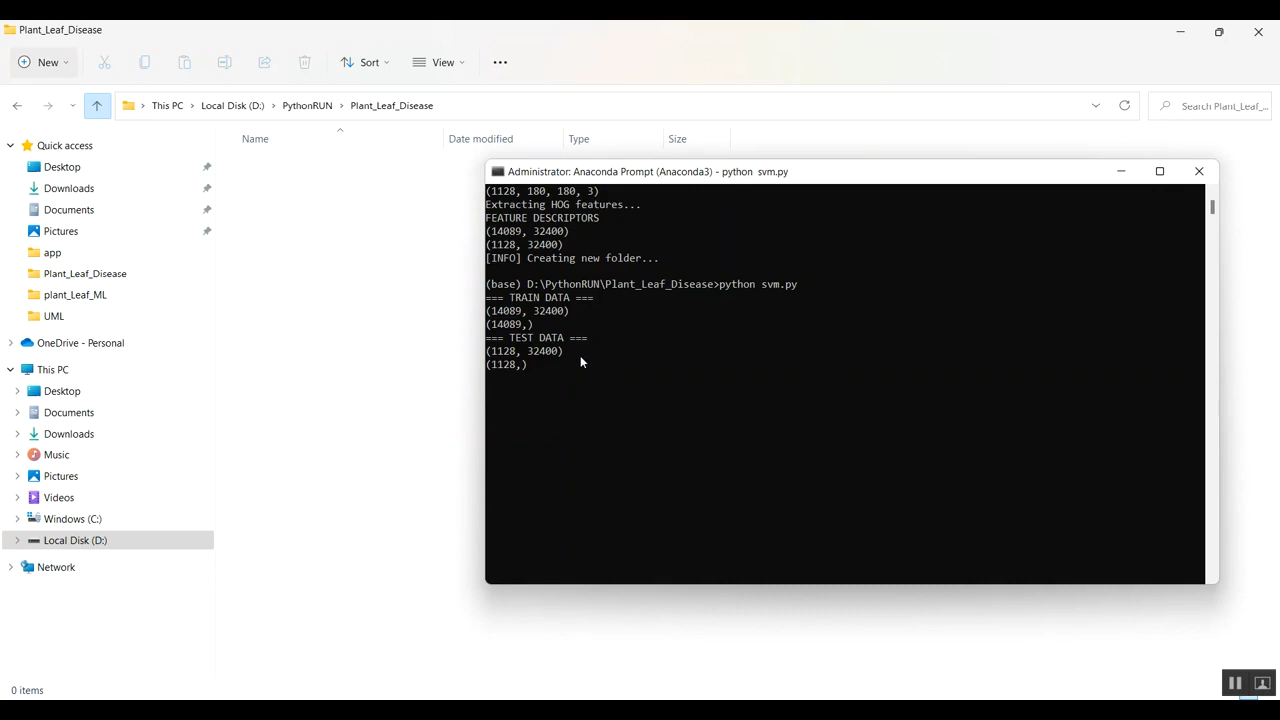 Plant_Leaf_Disease
New
Sort
View
This PC > Local Disk (D:) > PythonRUN > Plant_Leaf_Disease
Search Plant_Leaf_...
Quick access
Desktop
Downloads
Documents
Pictures
app
Plant_Leaf_Disease
plant_Leaf_ML
UML
OneDrive - Personal
This PC
Desktop
Documents
Downloads
Music
Pictures
Videos
Windows (C:)
Local Disk (D:)
Network
Name Date modified Type Size
Administrator: Anaconda Prompt (Anaconda3) - python svm.py
(1128, 180, 180, 3)
Extracting HOG features...
FEATURE DESCRIPTORS
(14089, 32400)
(1128, 32400)
[INFO] Creating new folder...
(base) D:\PythonRUN\Plant_Leaf_Disease>python svm.py
=== TRAIN DATA ===
(14089, 32400)
(14089,)
=== TEST DATA ===
(1128, 32400)
(1128,)
0 items